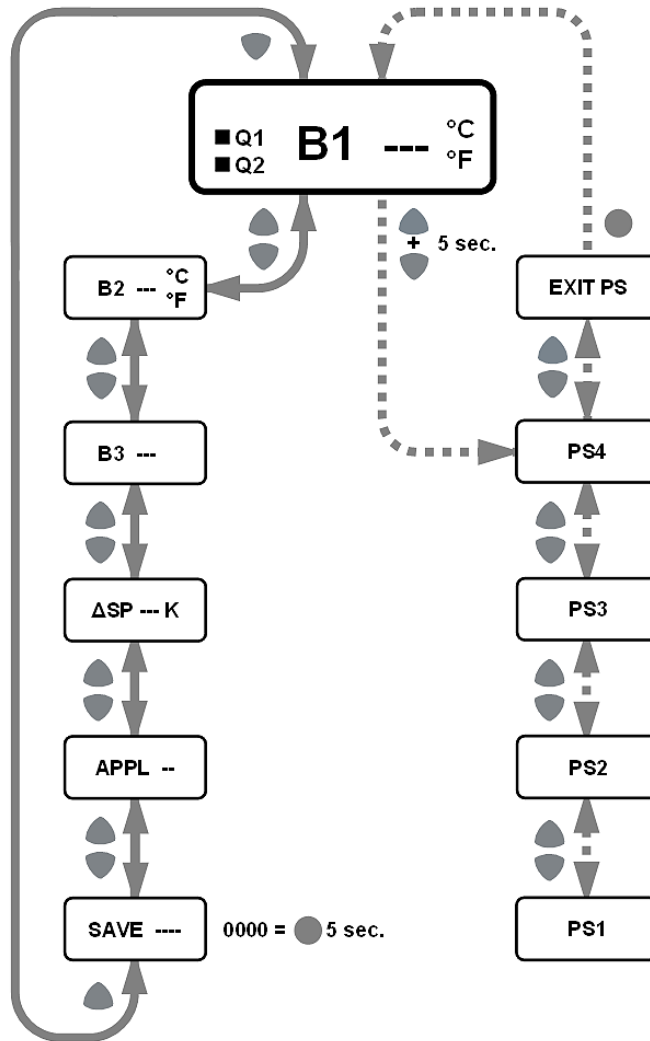 Q1
Q2
B1 ---
°C
°F
+ 5 sec.
B2 ---
°C
°F
EXIT PS
B3 ---
PS4
ΔSP --- K
PS3
APPL --
PS2
SAVE ----
0000 = 5 sec.
PS1